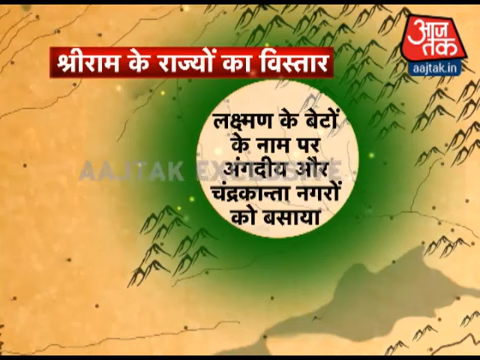 आज
तक
aajtak.in
श्रीराम के राज्यों का विस्तार
लक्ष्मण के बेटों
के नाम पर
अंगदीय और
चंद्रकान्ता नगरों
को बसाया
AAJTAK EXCLUSIVE